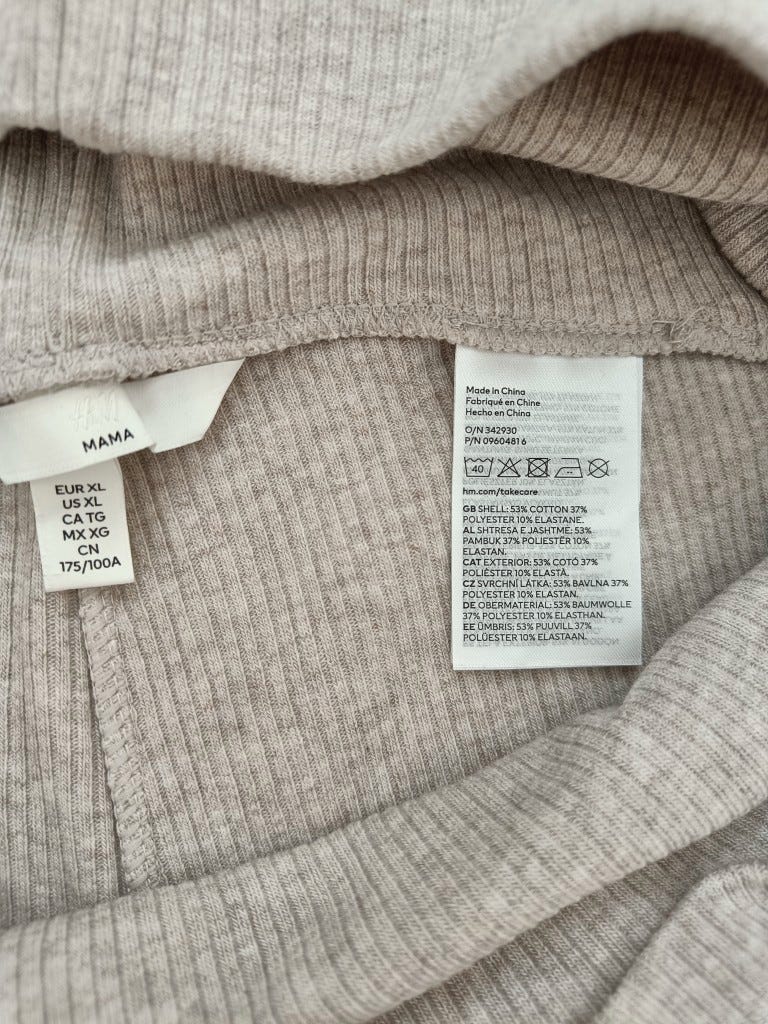 MAMA
EUR XL
US XL
CA TG
MX XG
CN
175/100A
Made in China
Fabriqué en Chine
Hecho en China
O/N 342930
P/N 0960481 6
40
hm.com/takecare
GB SHELL: 53% COTTON 37%
POLYESTER 10% ELASTANE.
AL SHTRESA E JASHTME: 53%
PAMBUK 37% POLIESTËR 10%
ELASTAN.
CAT EXTERIOR: 53% COTÓ 37%
POLIÈSTER 10% ELASTÀ.
CZ SVRCHNÍ LÁTKA: 53% BAVLNA 37%
POLYESTER 10% ELASTAN.
DE OBERMATERIAL: 53% BAUMWOLLE
37% POLYESTER 10% ELASTHAN.
EE ÜMBRIS: 53% PUUVILL 37%
POLÜESTER 10% ELASTAAN.